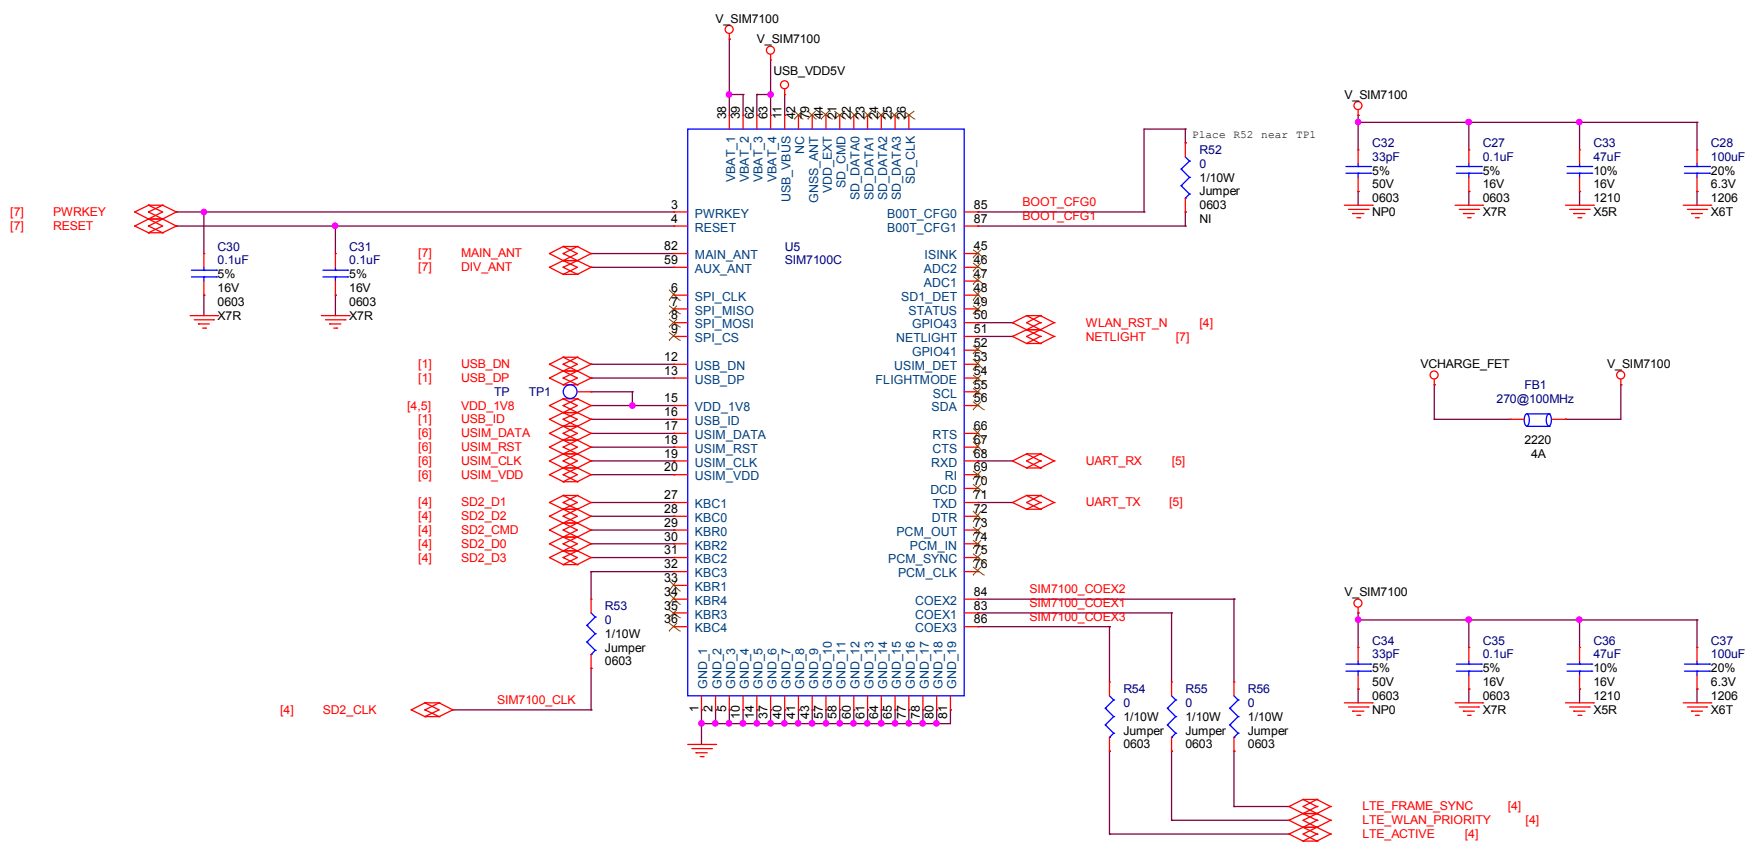 V_SIM7100
V_SIM7100
USB_VDD5V
38
39
62
63
11
42
79
44
21
22
23
24
25
26
VBAT_1
VBAT_2
VBAT_3
VBAT_4
USB_VBUS
NC
GNSS_ANT
VDD_EXT
SD_CMD
SD_DATA0
SD_DATA1
SD_DATA2
SD_DATA3
SD_CLK
U5
SIM7100C
[7] PWRKEY 3 PWRKEY
[7] RESET 4 RESET
C30
0.1uF
5%
16V
0603
X7R
C31
0.1uF
5%
16V
0603
X7R
[7] MAIN_ANT 82 MAIN_ANT
[7] DIV_ANT 59 AUX_ANT
6 SPI_CLK
7 SPI_MISO
8 SPI_MOSI
9 SPI_CS
[1] USB_DN 12 USB_DN
[1] USB_DP 13 USB_DP
TP TP1
[4,5] VDD_1V8 15 VDD_1V8
[1] USB_ID 16 USB_ID
[6] USIM_DATA 17 USIM_DATA
[6] USIM_RST 18 USIM_RST
[6] USIM_CLK 19 USIM_CLK
[6] USIM_VDD 20 USIM_VDD
[4] SD2_D1 27 KBC1
[4] SD2_D2 28 KBC0
[4] SD2_CMD 29 KBR0
[4] SD2_D0 30 KBR2
[4] SD2_D3 31 KBC2
32 KBC3
33 KBR1
34 KBR4
35 KBR3
36 KBC4
R53
0
1/10W
Jumper
0603
[4] SD2_CLK SIM7100_CLK
GND_1
GND_2
GND_3
GND_4
GND_5
GND_6
GND_7
GND_8
GND_9
GND_10
GND_11
GND_12
GND_13
GND_14
GND_15
GND_16
GND_17
GND_18
GND_19
1
2
5
10
14
37
40
41
43
57
58
60
61
64
65
77
78
80
81
B00T_CFG0 85 BOOT_CFG0
B00T_CFG1 87 BOOT_CFG1
Place R52 near TP1
R52
0
1/10W
Jumper
0603
NI
ISINK 45
ADC2 46
ADC1 47
SD1_DET 48
STATUS 49
GPIO43 50 WLAN_RST_N [4]
NETLIGHT 51 NETLIGHT [7]
GPIO41 52
USIM_DET 53
FLIGHTMODE 54
SCL 55
SDA 56
RTS 66
CTS 67
RXD 68 UART_RX [5]
RI 69
DCD 70
TXD 71 UART_TX [5]
DTR 72
PCM_OUT 73
PCM_IN 74
PCM_SYNC 75
PCM_CLK 76
COEX2 84 SIM7100_COEX2
COEX1 83 SIM7100_COEX1
COEX3 86 SIM7100_COEX3
R54
0
1/10W
Jumper
0603
R55
0
1/10W
Jumper
0603
R56
0
1/10W
Jumper
0603
LTE_FRAME_SYNC [4]
LTE_WLAN_PRIORITY [4]
LTE_ACTIVE [4]
V_SIM7100
C32
33pF
5%
50V
0603
NP0
C27
0.1uF
5%
16V
0603
X7R
C33
47uF
10%
16V
1210
X5R
C28
100uF
20%
6.3V
1206
X6T
VCHARGE_FET V_SIM7100
FB1
270@100MHz
2220
4A
V_SIM7100
C34
33pF
5%
50V
0603
NP0
C35
0.1uF
5%
16V
0603
X7R
C36
47uF
10%
16V
1210
X5R
C37
100uF
20%
6.3V
1206
X6T